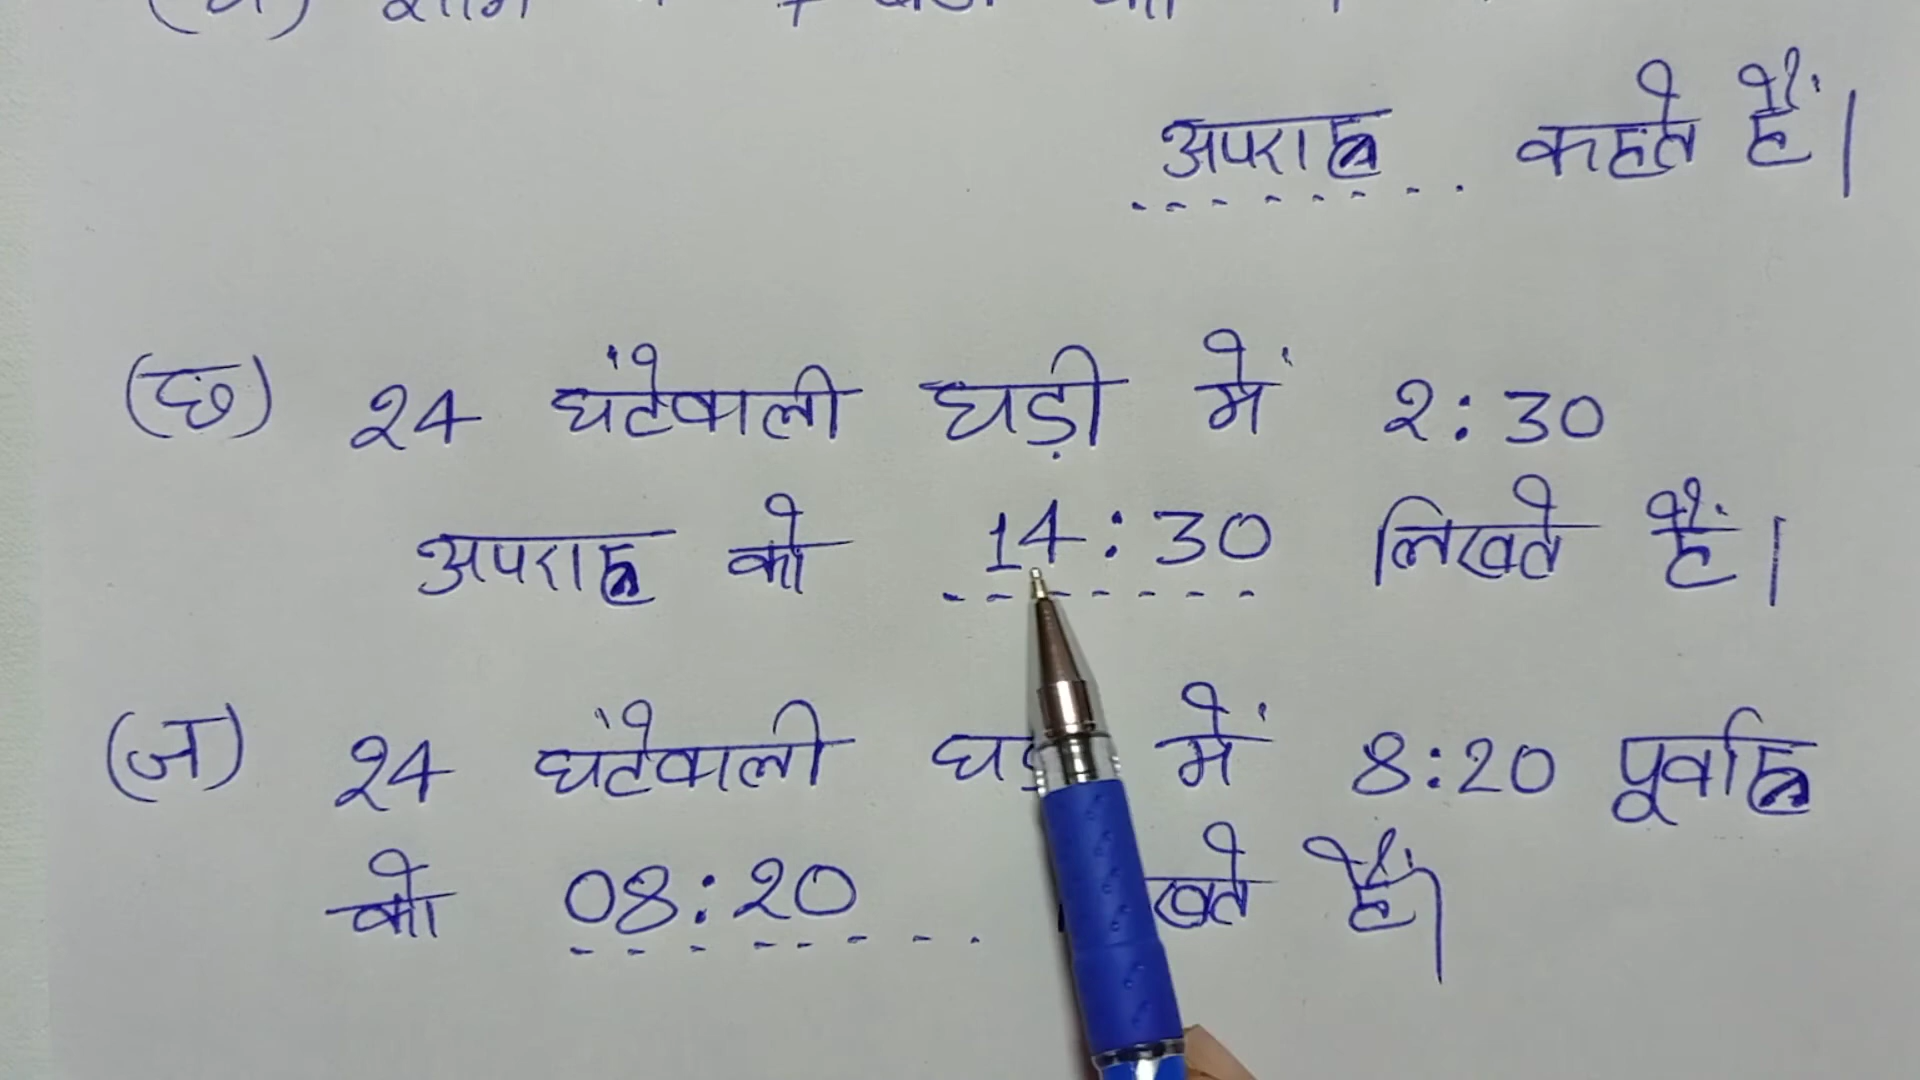 अपराह्न कहते हैं।
(छ) 24 घंटेवाली घड़ी में 2:30
अपराह्न को 14:30 लिखते हैं।
(ज) 24 घंटेवाली में 8:20 पूर्वाह्न
को 08:20 हैं।